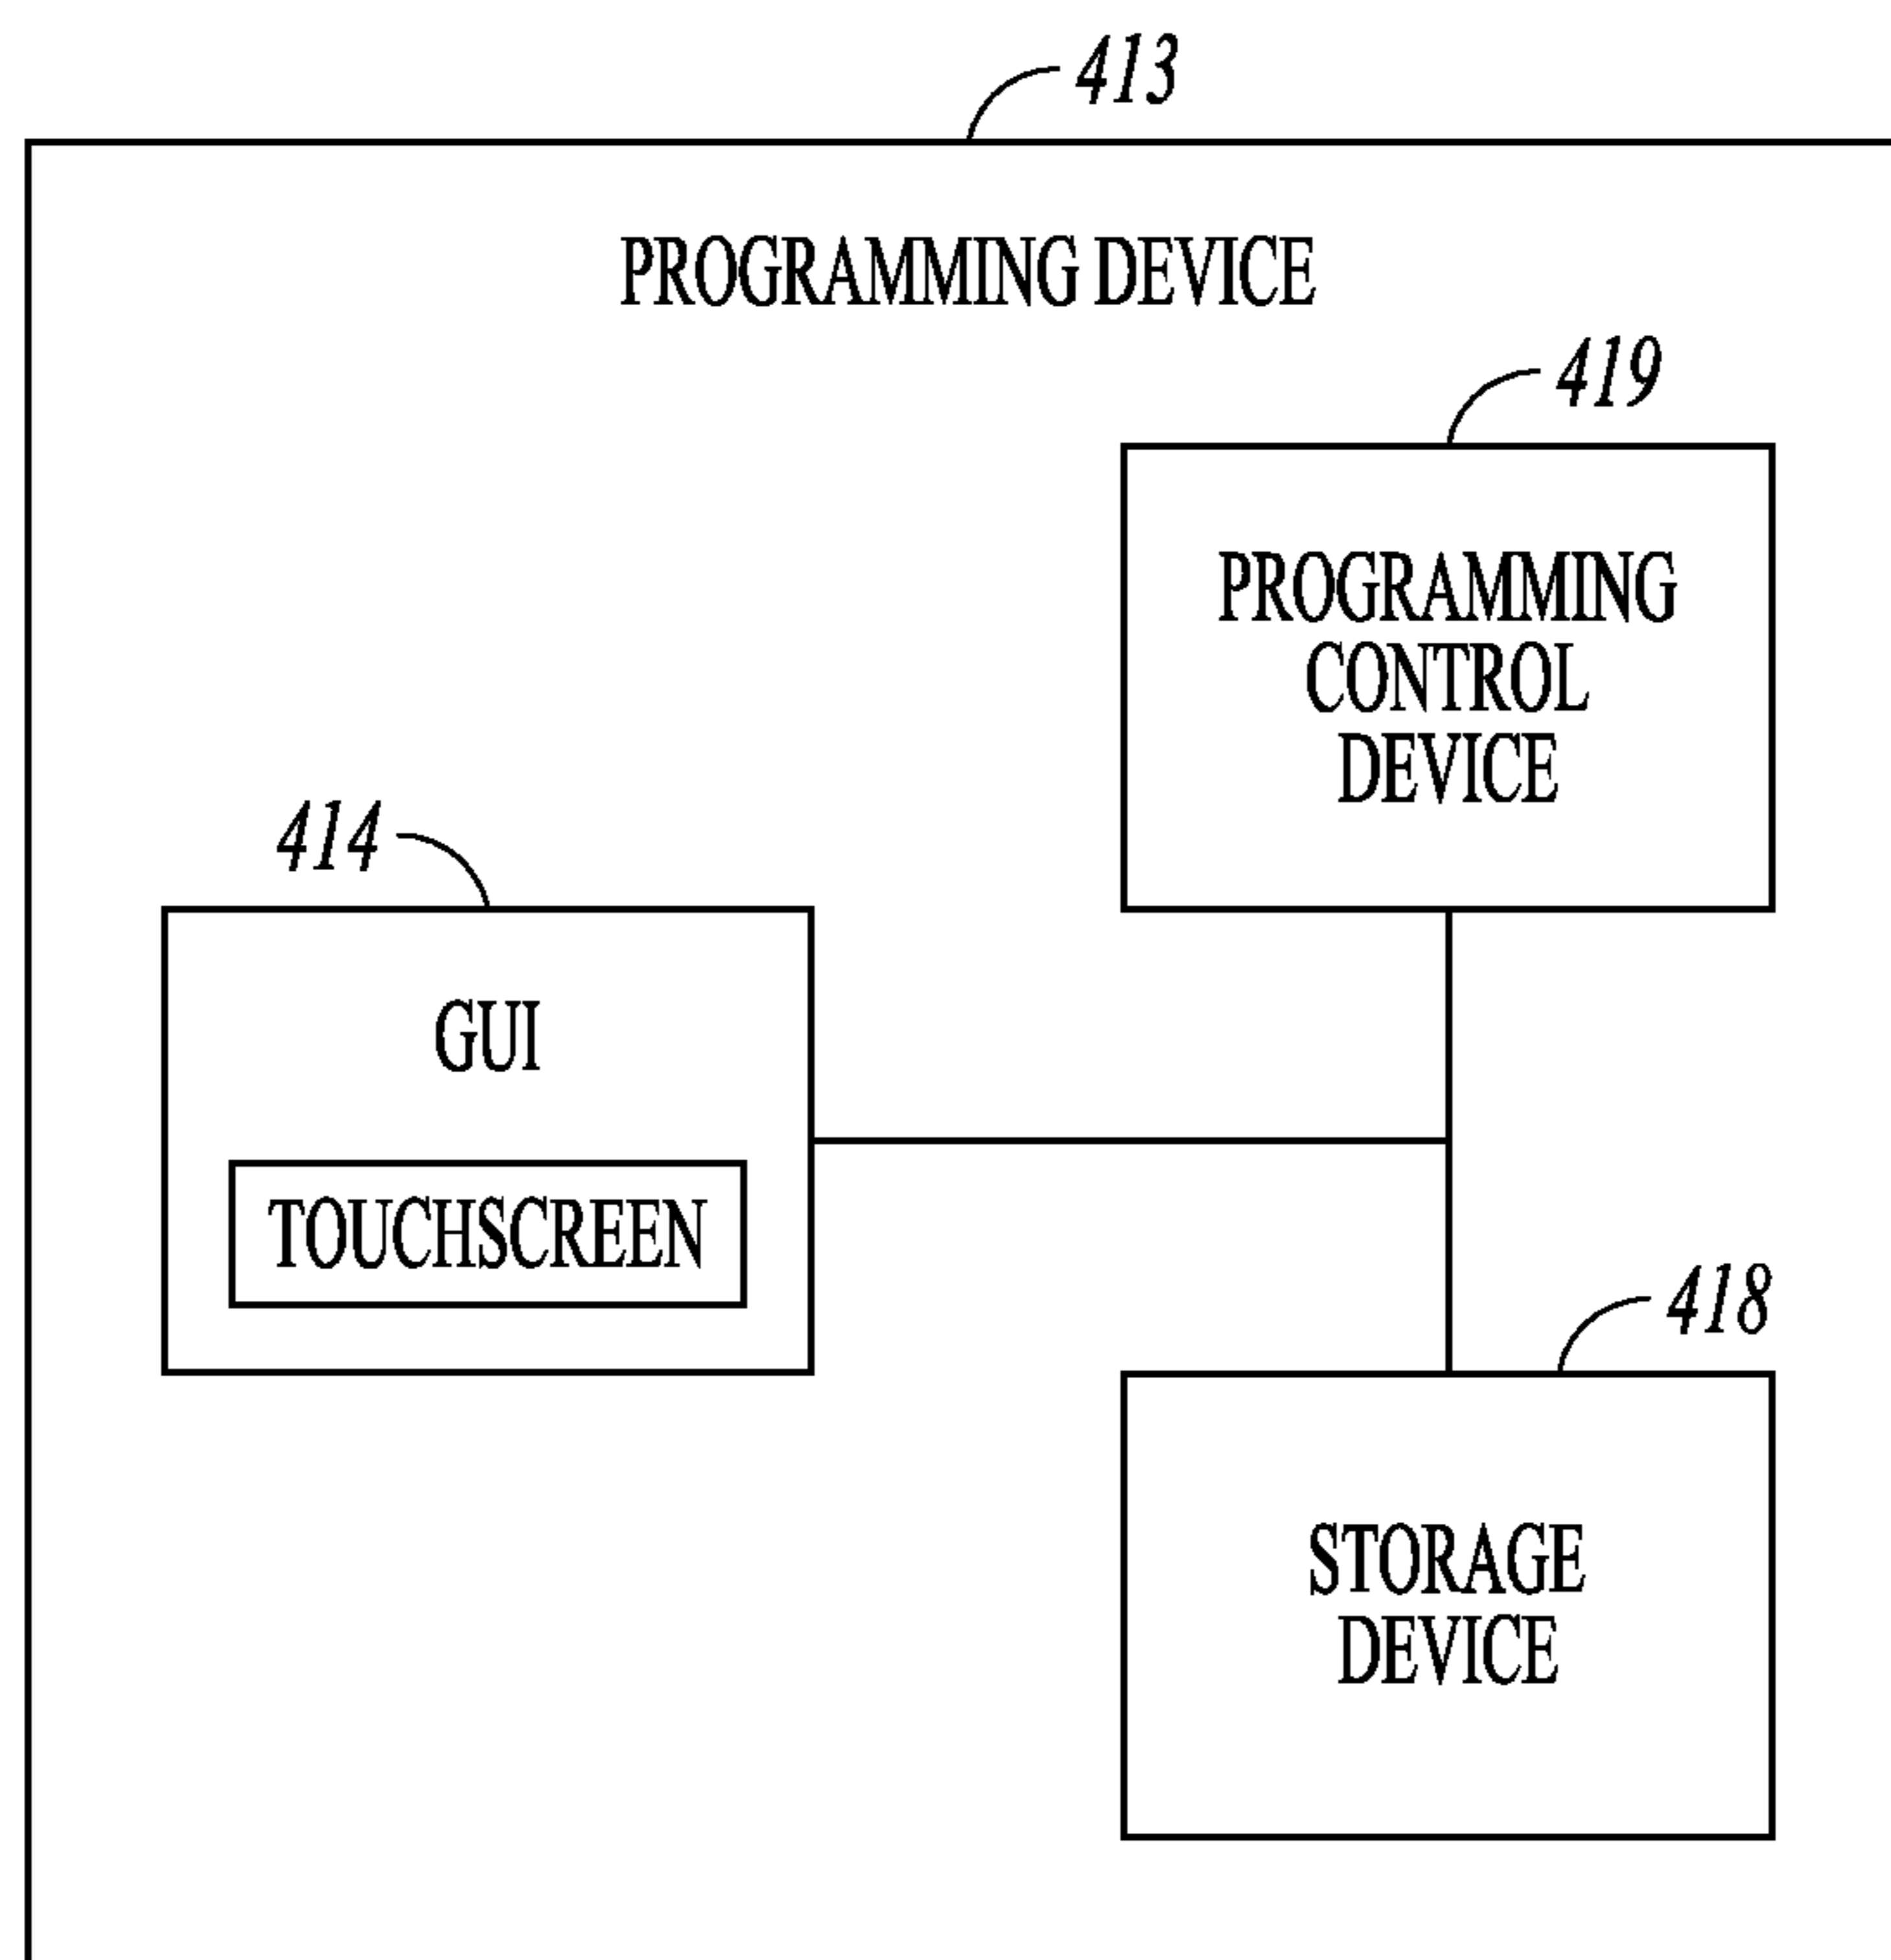 413
PROGRAMMING DEVICE
419
PROGRAMMING
CONTROL
DEVICE
414
GUI
TOUCHSCREEN
418
STORAGE
DEVICE